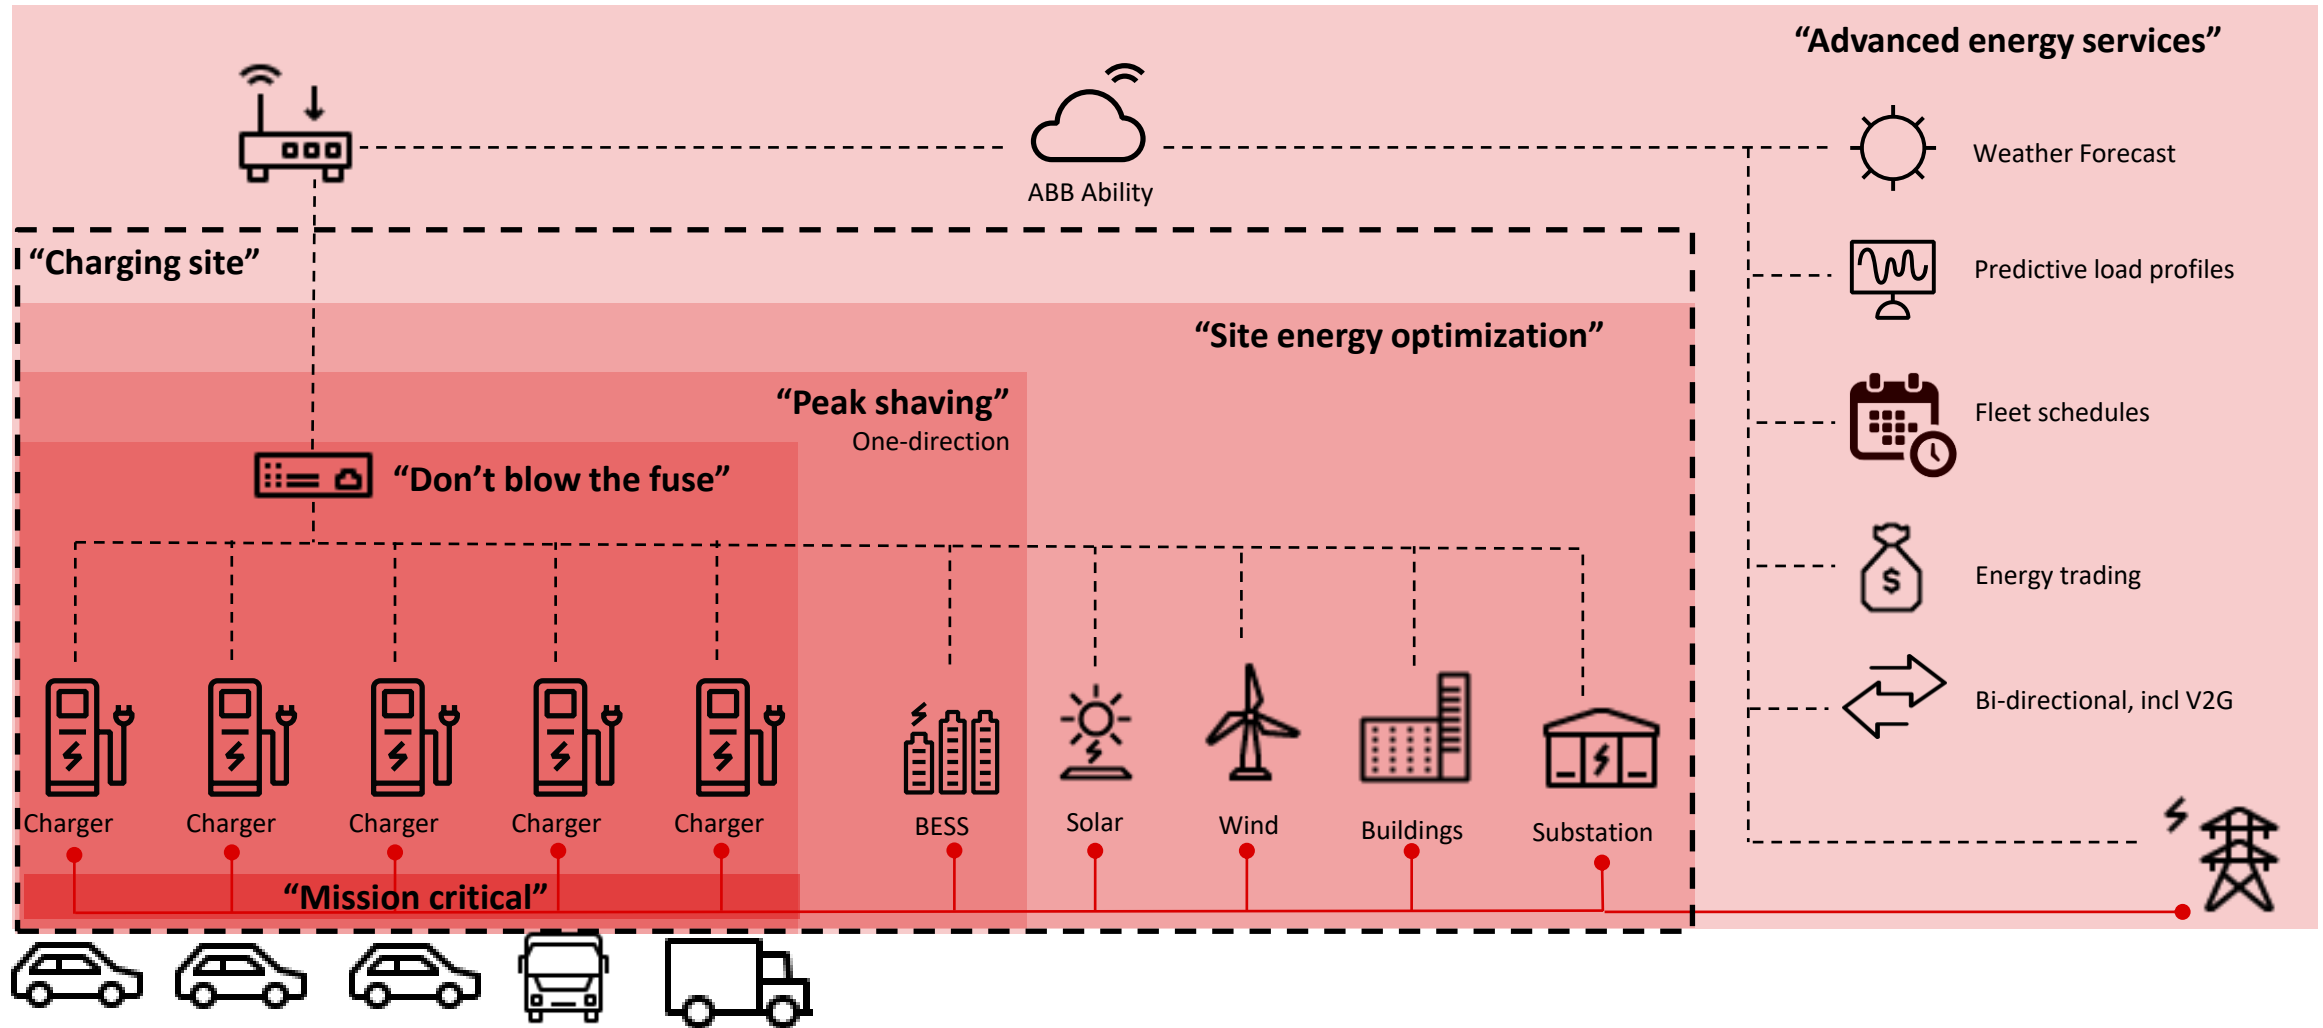 “Advanced energy services”
Weather Forecast
ABB Ability
“Charging site”
Predictive load profiles
“Site energy optimization”
“Peak shaving”
One-direction
Fleet schedules
“Don’t blow the fuse”
Energy trading
$
Bi-directional, incl V2G
Charger
Charger
Charger
Charger
Charger
BESS
Solar
Wind
Buildings
Substation
“Mission critical”